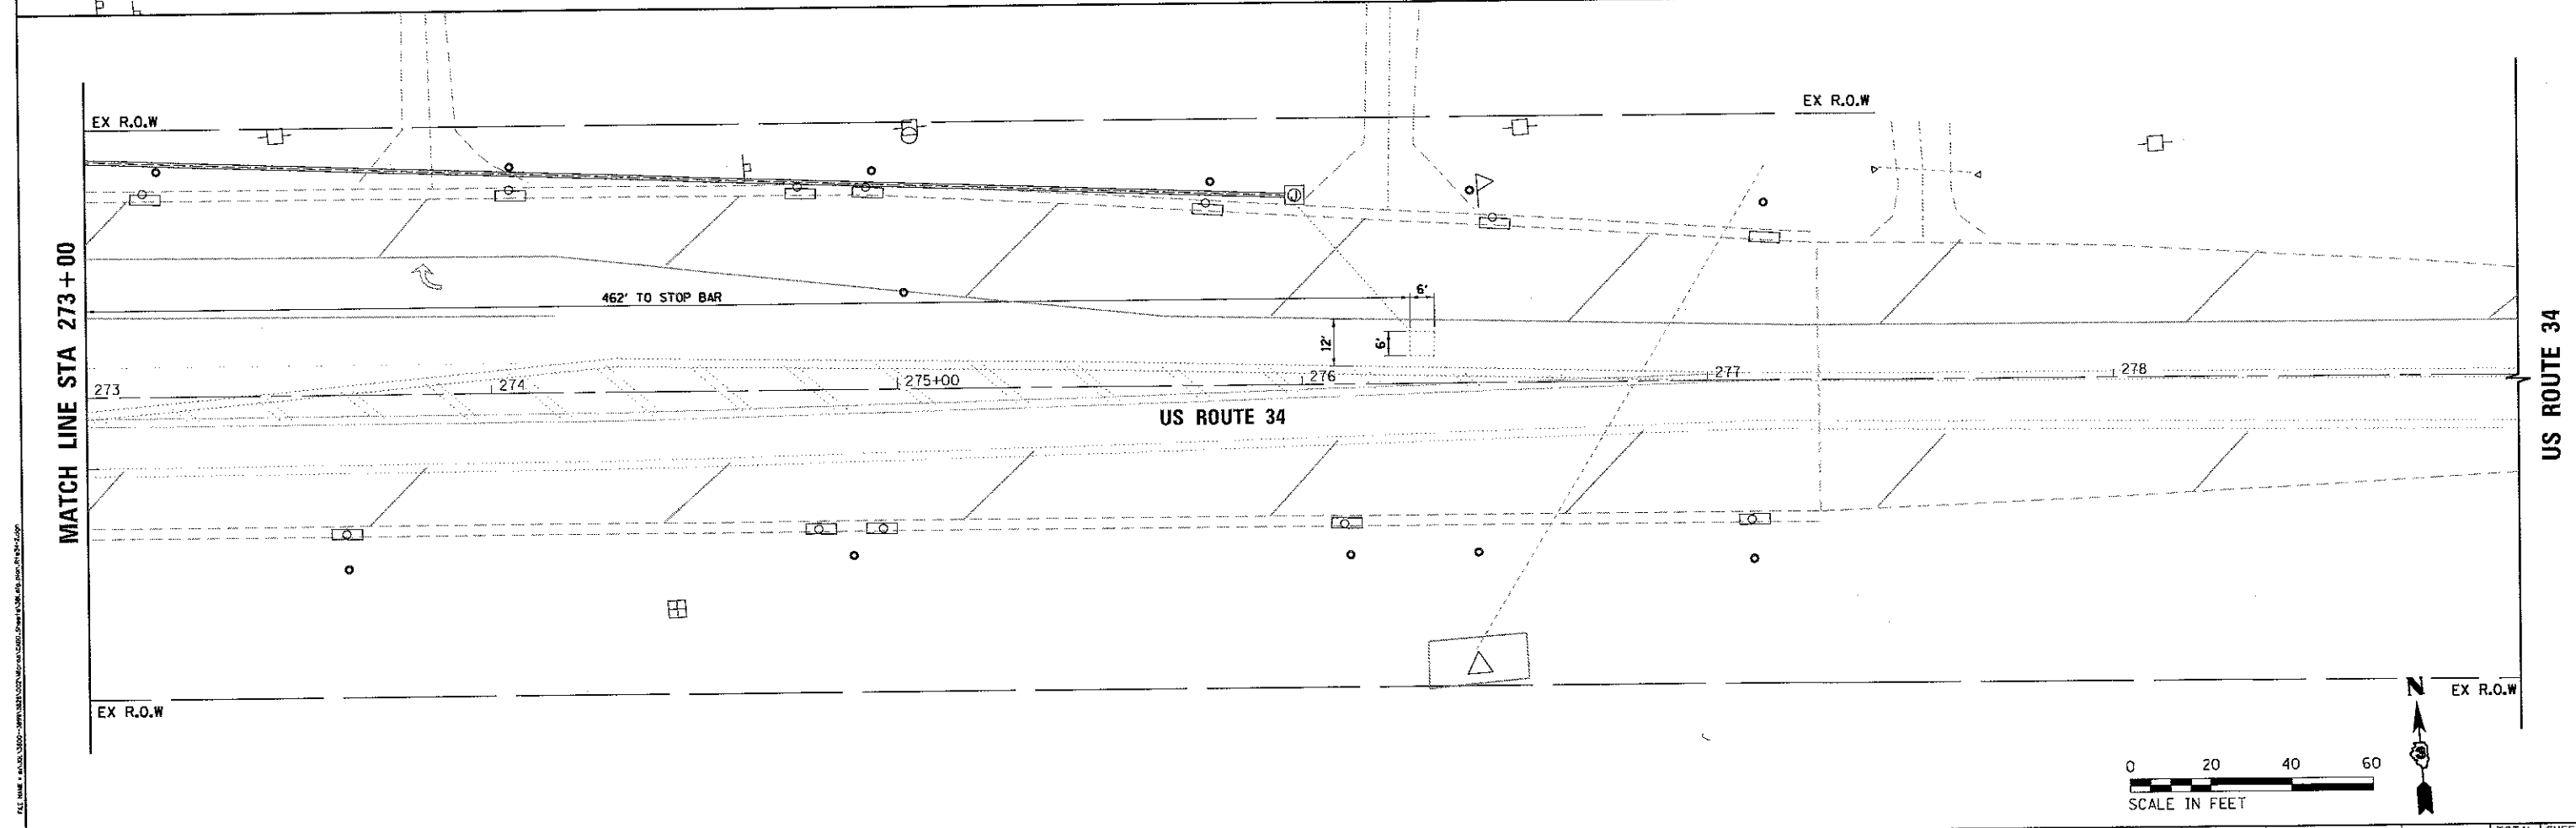 EX R.O.W
EX R.O.W
MATCH LINE STA 273+00
462' TO STOP BAR
6'
12'
6'
273
274
275+00
276
277
278
US ROUTE 34
US ROUTE 34
EX R.O.W
N
EX R.O.W
0 20 40 60
SCALE IN FEET